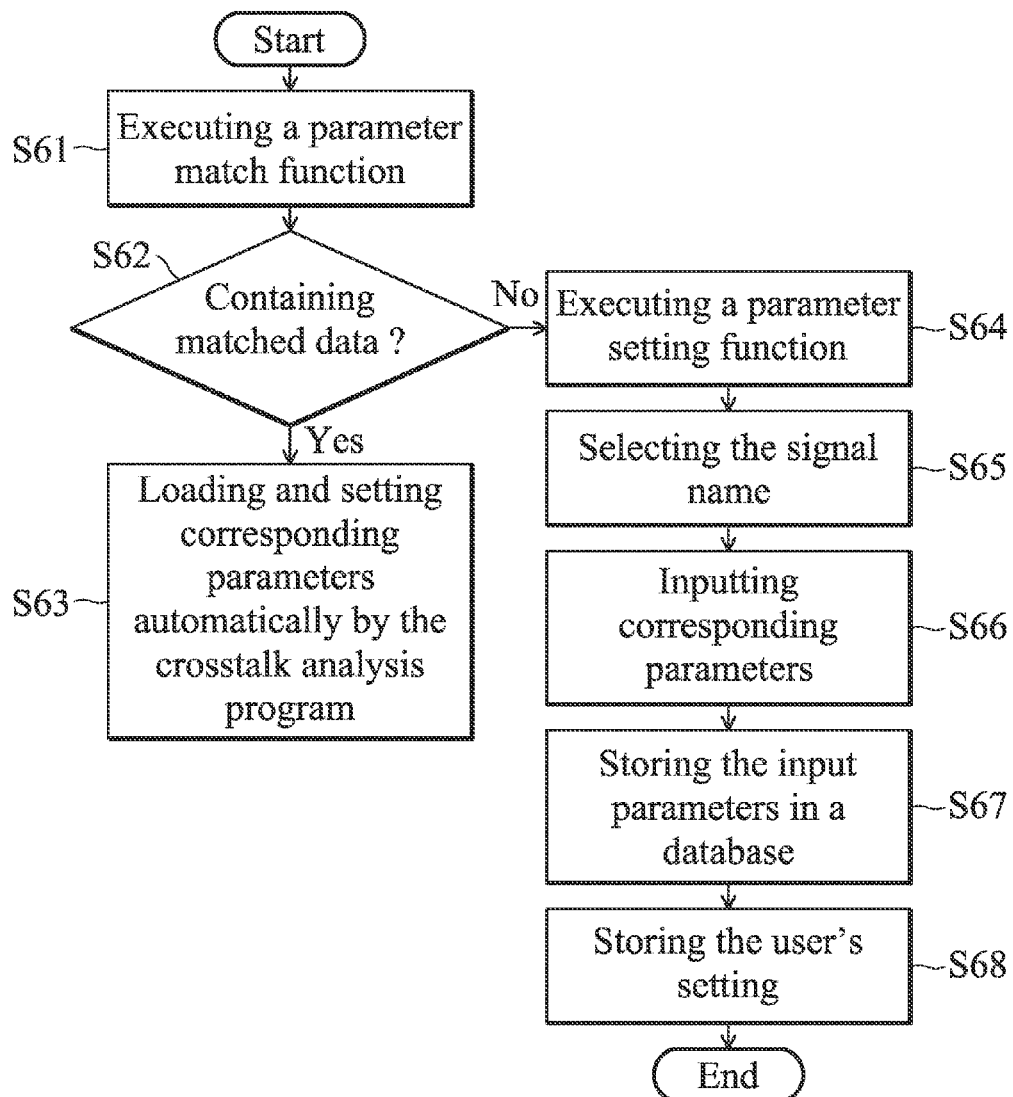 Start
S61
Executing a parameter
match function
S62
Containing
matched data ?
No
Yes
S63
Loading and setting
corresponding
parameters
automatically by the
crosstalk analysis
program
Executing a parameter
setting function
S64
Selecting the signal
name
S65
Inputting
corresponding
parameters
S66
Storing the input
parameters in a
database
S67
Storing the user’s
setting
S68
End